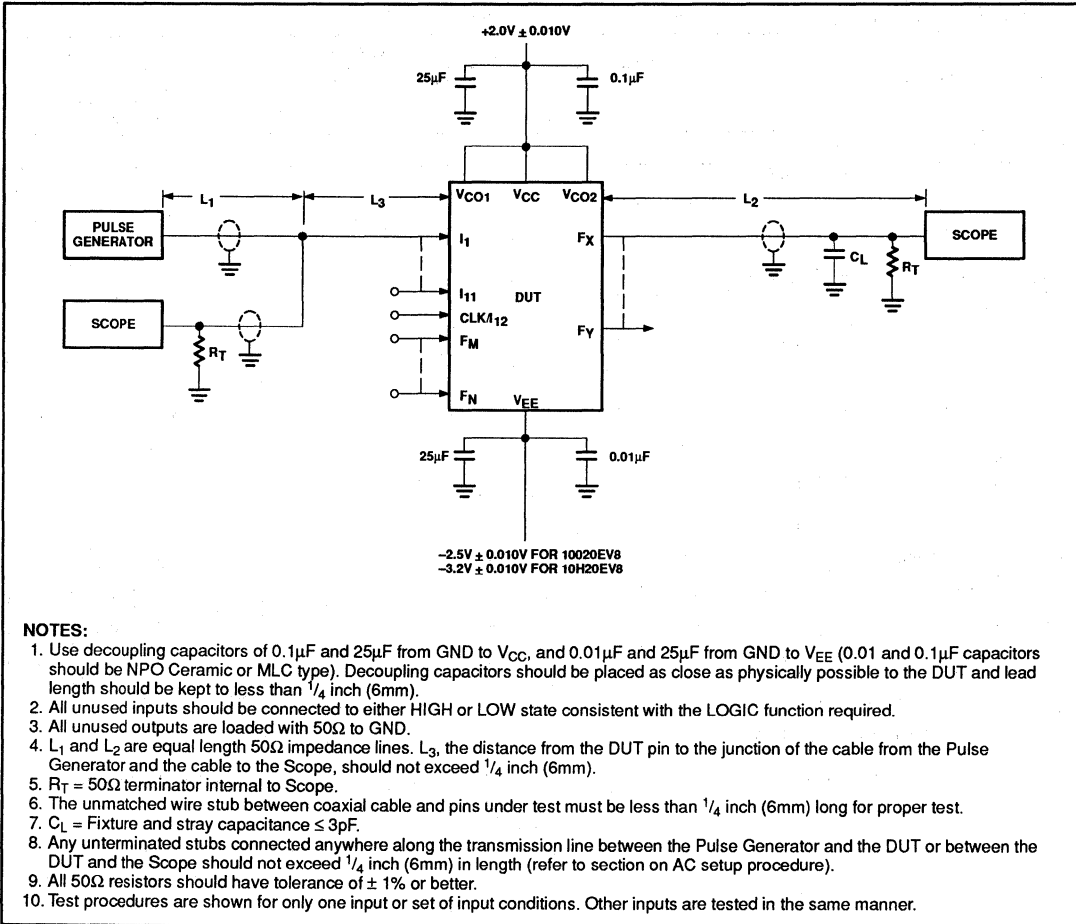 +2.0V ± 0.010V
25µF
0.1µF
L1
L3
VCO1
VCC
VCO2
L2
PULSE
GENERATOR
I1
FX
SCOPE
CL
RT
I11
DUT
SCOPE
CLK/I12
RT
FM
FY
FN
VEE
25µF
0.01µF
–2.5V ± 0.010V FOR 10020EV8
–3.2V ± 0.010V FOR 10H20EV8
NOTES:
1. Use decoupling capacitors of 0.1µF and 25µF from GND to VCC, and 0.01µF and 25µF from GND to VEE (0.01 and 0.1µF capacitors
should be NPO Ceramic or MLC type). Decoupling capacitors should be placed as close as physically possible to the DUT and lead
length should be kept to less than 1/4 inch (6mm).
2. All unused inputs should be connected to either HIGH or LOW state consistent with the LOGIC function required.
3. All unused outputs are loaded with 50Ω to GND.
4. L1 and L2 are equal length 50Ω impedance lines. L3, the distance from the DUT pin to the junction of the cable from the Pulse
Generator and the cable to the Scope, should not exceed 1/4 inch (6mm).
5. RT = 50Ω terminator internal to Scope.
6. The unmatched wire stub between coaxial cable and pins under test must be less than 1/4 inch (6mm) long for proper test.
7. CL = Fixture and stray capacitance ≤ 3pF.
8. Any unterminated stubs connected anywhere along the transmission line between the Pulse Generator and the DUT or between the
DUT and the Scope should not exceed 1/4 inch (6mm) in length (refer to section on AC setup procedure).
9. All 50Ω resistors should have tolerance of ± 1% or better.
10. Test procedures are shown for only one input or set of input conditions. Other inputs are tested in the same manner.